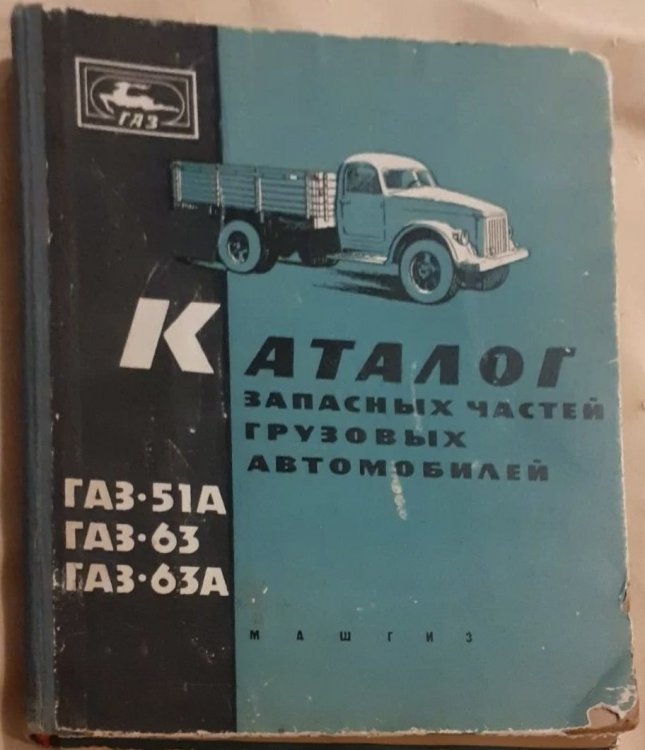 ГАЗ
КАТАЛОГ
ЗАПАСНЫХ ЧАСТЕЙ
ГРУЗОВЫХ
АВТОМОБИЛЕЙ
ГАЗ·51А
ГАЗ·63
ГАЗ·63А
МАШГИЗ